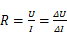 R = U/I = ΔU/ΔI